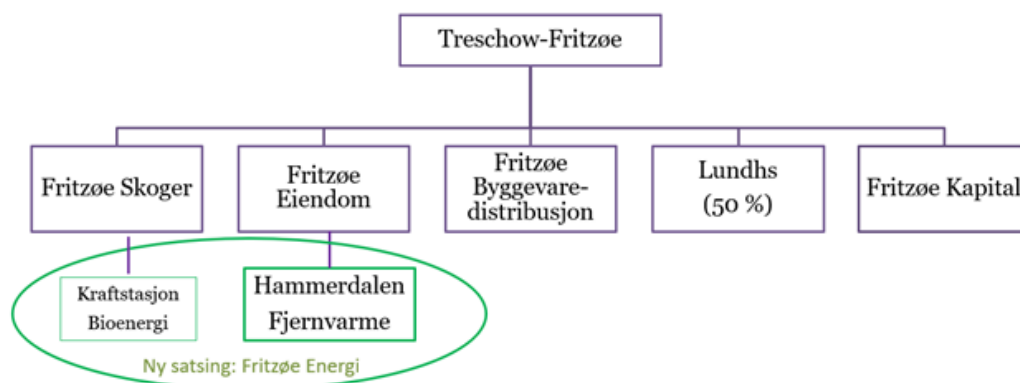 Treschow-Fritzøe
Fritzøe Skoger
Fritzøe
Eiendom
Fritzøe
Byggevare-
distribusjon
Lundhs
(50 %)
Fritzøe Kapital
Kraftstasjon
Bioenergi
Hammerdalen
Fjernvarme
Ny satsing: Fritzøe Energi